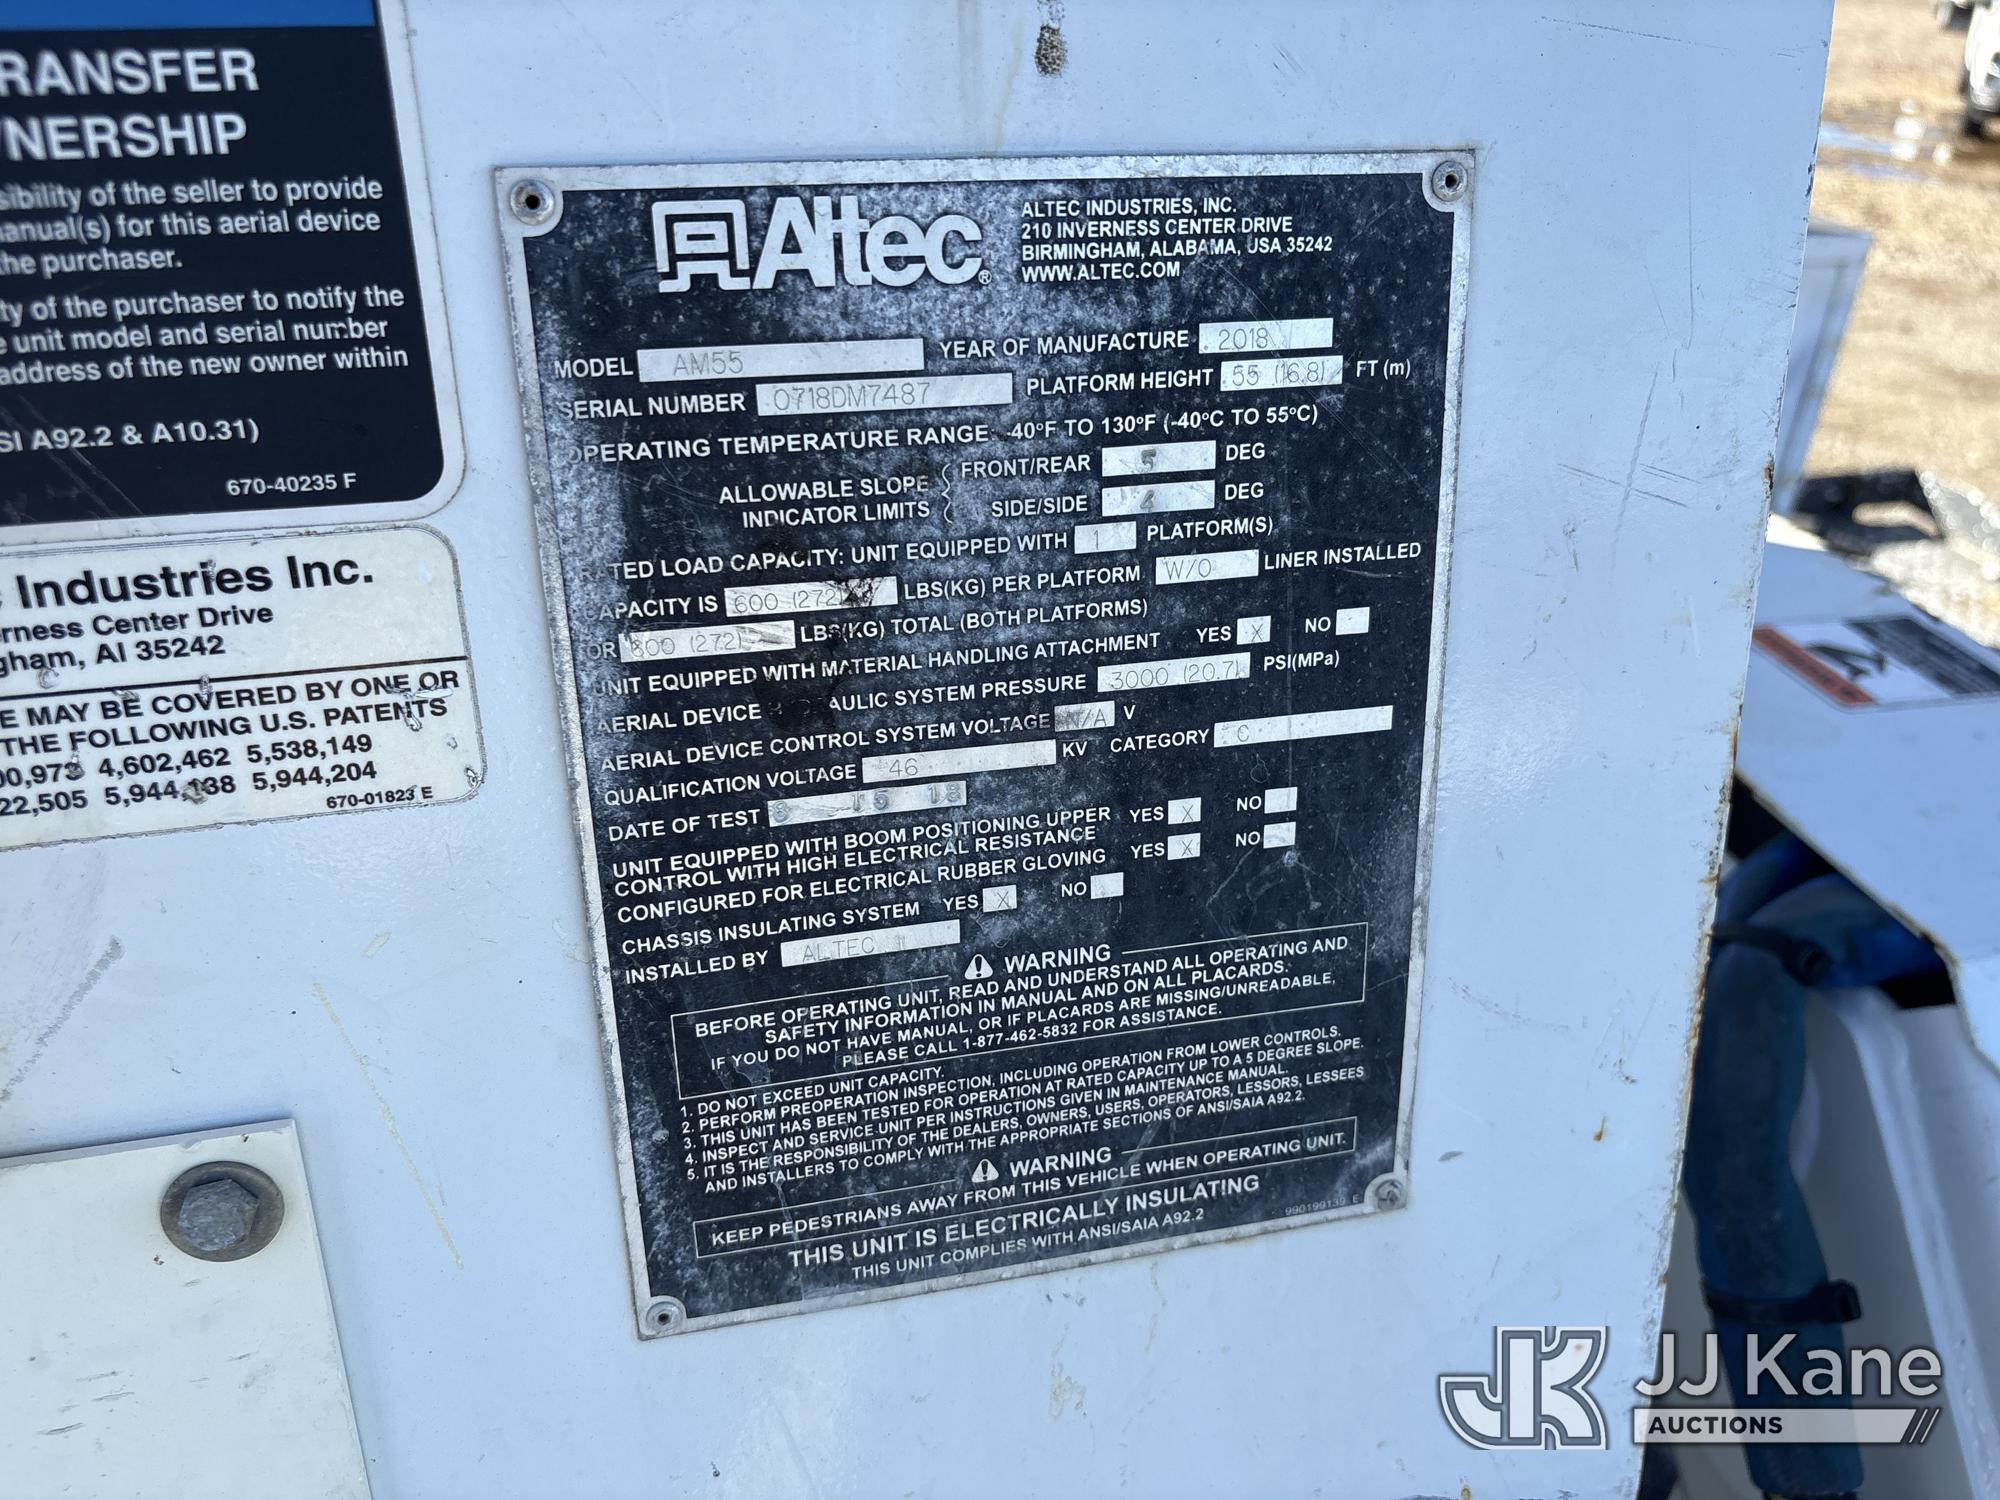 RANSFER
NERSHIP
sibility of the seller to provide
anual(s) for this aerial device
he purchaser.
ty of the purchaser to notify the
e unit model and serial number
address of the new owner within
SI A92.2 & A10.31)
670-40235 F
Industries Inc.
erness Center Drive
gham, Al 35242
E MAY BE COVERED BY ONE OR
THE FOLLOWING U.S. PATENTS
00,973 4,602,462 5,538,149
22,505 5,944,138 5,944,204
670-01823 E
Altec®
ALTEC INDUSTRIES, INC.
210 INVERNESS CENTER DRIVE
BIRMINGHAM, ALABAMA, USA 35242
WWW.ALTEC.COM
MODEL AM55 YEAR OF MANUFACTURE 2018
SERIAL NUMBER 0718DM7487 PLATFORM HEIGHT 55 (16.8) FT (m)
OPERATING TEMPERATURE RANGE -40°F TO 130°F (-40°C TO 55°C)
ALLOWABLE SLOPE INDICATOR LIMITS
FRONT/REAR 5 DEG
SIDE/SIDE 4 DEG
RATED LOAD CAPACITY: UNIT EQUIPPED WITH 1 PLATFORM(S)
CAPACITY IS 600 (272) LBS(KG) PER PLATFORM W/O LINER INSTALLED
OR 600 (272) LBS(KG) TOTAL (BOTH PLATFORMS)
UNIT EQUIPPED WITH MATERIAL HANDLING ATTACHMENT YES X NO
AERIAL DEVICE AULIC SYSTEM PRESSURE 3000 (20.7) PSI(MPa)
AERIAL DEVICE CONTROL SYSTEM VOLTAGE N/A V
QUALIFICATION VOLTAGE 46 KV CATEGORY C
DATE OF TEST 8 15 18
UNIT EQUIPPED WITH BOOM POSITIONING UPPER YES X NO
CONTROL WITH HIGH ELECTRICAL RESISTANCE
CONFIGURED FOR ELECTRICAL RUBBER GLOVING YES X NO
CHASSIS INSULATING SYSTEM YES X NO
INSTALLED BY ALTEC
WARNING
BEFORE OPERATING UNIT, READ AND UNDERSTAND ALL OPERATING AND
SAFETY INFORMATION IN MANUAL AND ON ALL PLACARDS.
IF YOU DO NOT HAVE MANUAL, OR IF PLACARDS ARE MISSING/UNREADABLE,
PLEASE CALL 1-877-462-5832 FOR ASSISTANCE.
1. DO NOT EXCEED UNIT CAPACITY.
2. PERFORM PREOPERATION INSPECTION, INCLUDING OPERATION FROM LOWER CONTROLS.
3. THIS UNIT HAS BEEN TESTED FOR OPERATION AT RATED CAPACITY UP TO A 5 DEGREE SLOPE.
4. INSPECT AND SERVICE UNIT PER INSTRUCTIONS GIVEN IN MAINTENANCE MANUAL.
5. IT IS THE RESPONSIBILITY OF THE DEALERS, OWNERS, USERS, OPERATORS, LESSORS, LESSEES
AND INSTALLERS TO COMPLY WITH THE APPROPRIATE SECTIONS OF ANSI/SAIA A92.2.
WARNING
KEEP PEDESTRIANS AWAY FROM THIS VEHICLE WHEN OPERATING UNIT.
THIS UNIT IS ELECTRICALLY INSULATING
THIS UNIT COMPLIES WITH ANSI/SAIA A92.2
990199139 E
JK JJ Kane
AUCTIONS